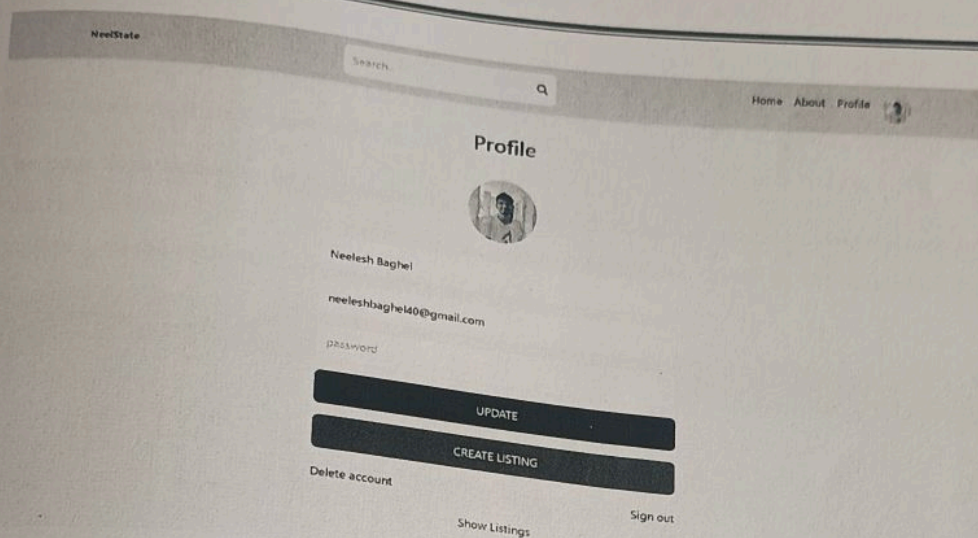 NeelState
Search...
Home About Profile
Profile
Neelesh Baghel
neeleshbaghel40@gmail.com
password
UPDATE
CREATE LISTING
Delete account
Sign out
Show Listings